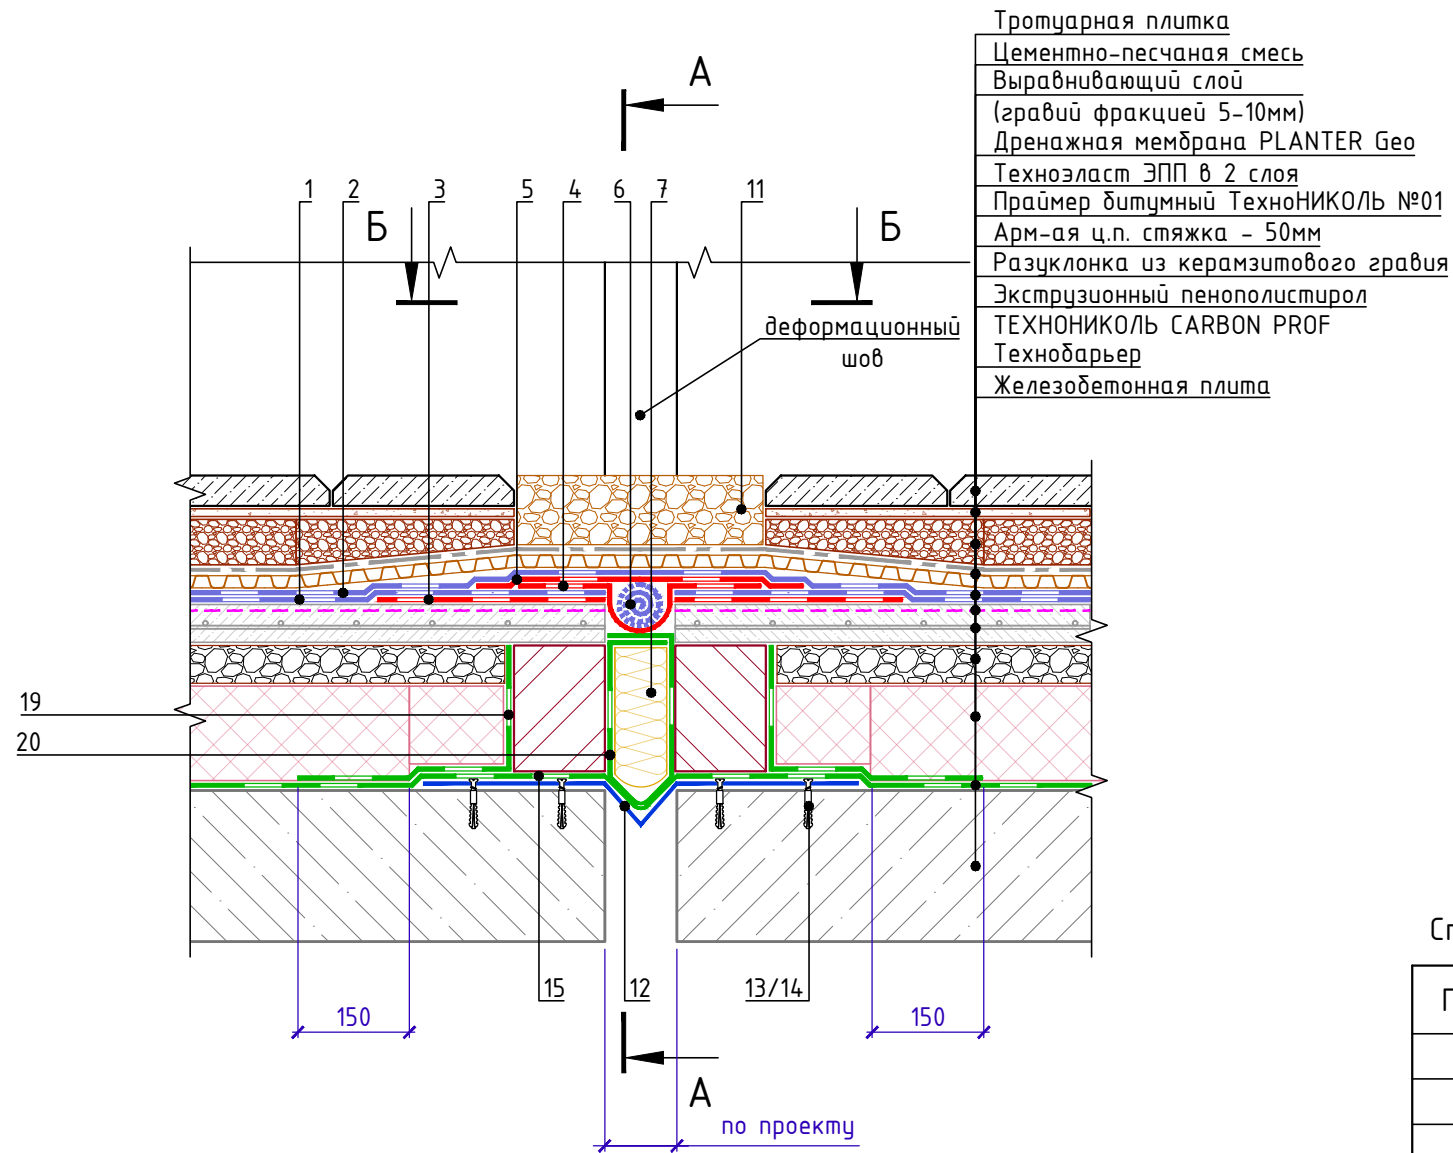 Тротуарная плитка
Цементно-песчаная смесь
Выравнивающий слой
(гравий фракцией 5-10мм)
Дренажная мембрана PLANTER Geo
Техноэласт ЭПП в 2 слоя
Праймер битумный ТехноНИКОЛЬ №01
Арм-ая ц.п. стяжка - 50мм
Разуклонка из керамзитового гравия
Экструзионный пенополистирол
ТЕХНОНИКОЛЬ CARBON PROF
Технобарьер
Железобетонная плита
А
1 2 3 5 4 6 7 11
Б Б
деформационный
шов
19
20
15 12 13/14
150 150
А
по проекту